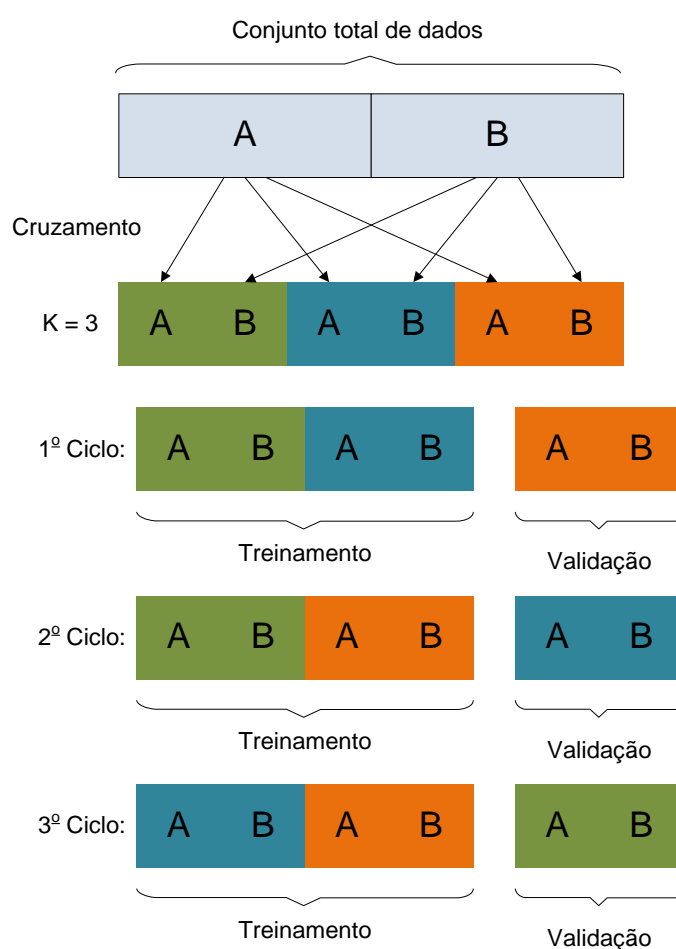 Conjunto total de dados
A B
Cruzamento
K = 3 A B A B A B
1º Ciclo: A B A B A B
Treinamento Validação
2º Ciclo: A B A B A B
Treinamento Validação
3º Ciclo: A B A B A B
Treinamento Validação